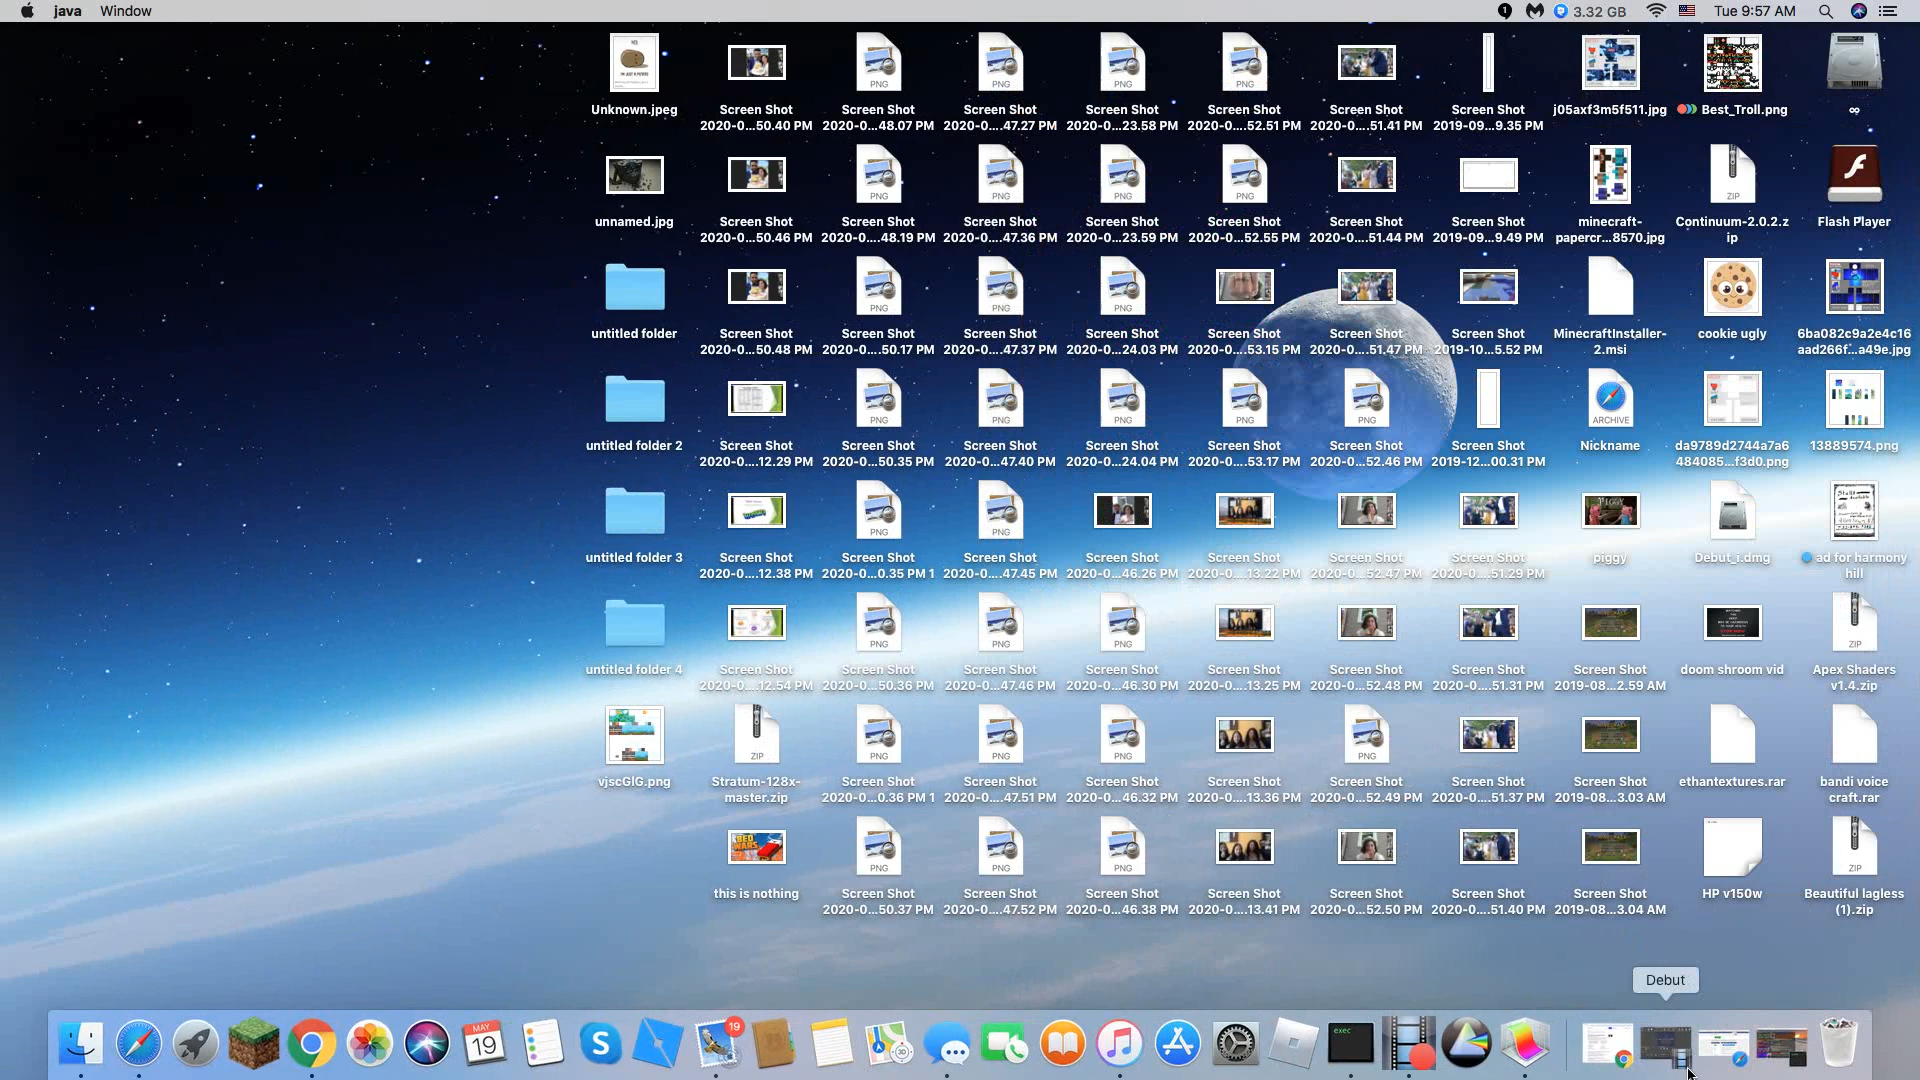 java Window
3.32 GB Tue 9:57 AM
Unknown.jpeg
Screen Shot
2020-0...50.40 PM
Screen Shot
2020-0....48.07 PM
Screen Shot
2020-0....47.27 PM
Screen Shot
2020-0....23.58 PM
Screen Shot
2020-0....52.51 PM
Screen Shot
2020-0....51.41 PM
Screen Shot
2019-09...9.35 PM
j05axf3m5f511.jpg
Best_Troll.png
∞
unnamed.jpg
Screen Shot
2020-0...50.46 PM
Screen Shot
2020-0....48.19 PM
Screen Shot
2020-0....47.36 PM
Screen Shot
2020-0....23.59 PM
Screen Shot
2020-0....52.55 PM
Screen Shot
2020-0....51.44 PM
Screen Shot
2019-09...9.49 PM
minecraft-
papercr...8570.jpg
Continuum-2.0.2.z
ip
Flash Player
untitled folder
Screen Shot
2020-0...50.48 PM
Screen Shot
2020-0....50.17 PM
Screen Shot
2020-0....47.37 PM
Screen Shot
2020-0....24.03 PM
Screen Shot
2020-0....53.15 PM
Screen Shot
2020-0....51.47 PM
Screen Shot
2019-10...5.52 PM
MinecraftInstaller-
2.msi
cookie ugly
6ba082c9a2e4c16
aad266f...a49e.jpg
untitled folder 2
Screen Shot
2020-0....12.29 PM
Screen Shot
2020-0...50.35 PM
Screen Shot
2020-0....47.40 PM
Screen Shot
2020-0....24.04 PM
Screen Shot
2020-0....53.17 PM
Screen Shot
2020-0....52.46 PM
Screen Shot
2019-12...00.31 PM
Nickname
da9789d2744a7a6
484085...f3d0.png
13889574.png
untitled folder 3
Screen Shot
2020-0....12.38 PM
Screen Shot
2020-0...0.35 PM 1
Screen Shot
2020-0....47.45 PM
Screen Shot
2020-0...46.26 PM
Screen Shot
2020-0....13.22 PM
Screen Shot
2020-0....52.47 PM
Screen Shot
2020-0....51.29 PM
piggy
Debut_i.dmg
ad for harmony
hill
untitled folder 4
Screen Shot
2020-0....12.54 PM
Screen Shot
2020-0...50.36 PM
Screen Shot
2020-0....47.46 PM
Screen Shot
2020-0...46.30 PM
Screen Shot
2020-0....13.25 PM
Screen Shot
2020-0....52.48 PM
Screen Shot
2020-0....51.31 PM
Screen Shot
2019-08...2.59 AM
doom shroom vid
Apex Shaders
v1.4.zip
vjscGlG.png
Stratum-128x-
master.zip
Screen Shot
2020-0...0.36 PM 1
Screen Shot
2020-0....47.51 PM
Screen Shot
2020-0...46.32 PM
Screen Shot
2020-0....13.36 PM
Screen Shot
2020-0....52.49 PM
Screen Shot
2020-0....51.37 PM
Screen Shot
2019-08...3.03 AM
ethantextures.rar
bandi voice
craft.rar
this is nothing
Screen Shot
2020-0...50.37 PM
Screen Shot
2020-0....47.52 PM
Screen Shot
2020-0...46.38 PM
Screen Shot
2020-0....13.41 PM
Screen Shot
2020-0....52.50 PM
Screen Shot
2020-0....51.40 PM
Screen Shot
2019-08...3.04 AM
HP v150w
Beautiful lagless
(1).zip
Debut
MAY
19
19
exec